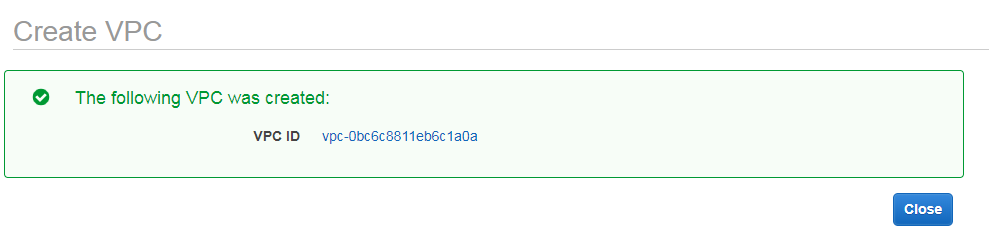 Create VPC
The following VPC was created:
VPC ID vpc-0bc6c8811eb6c1a0a
Close